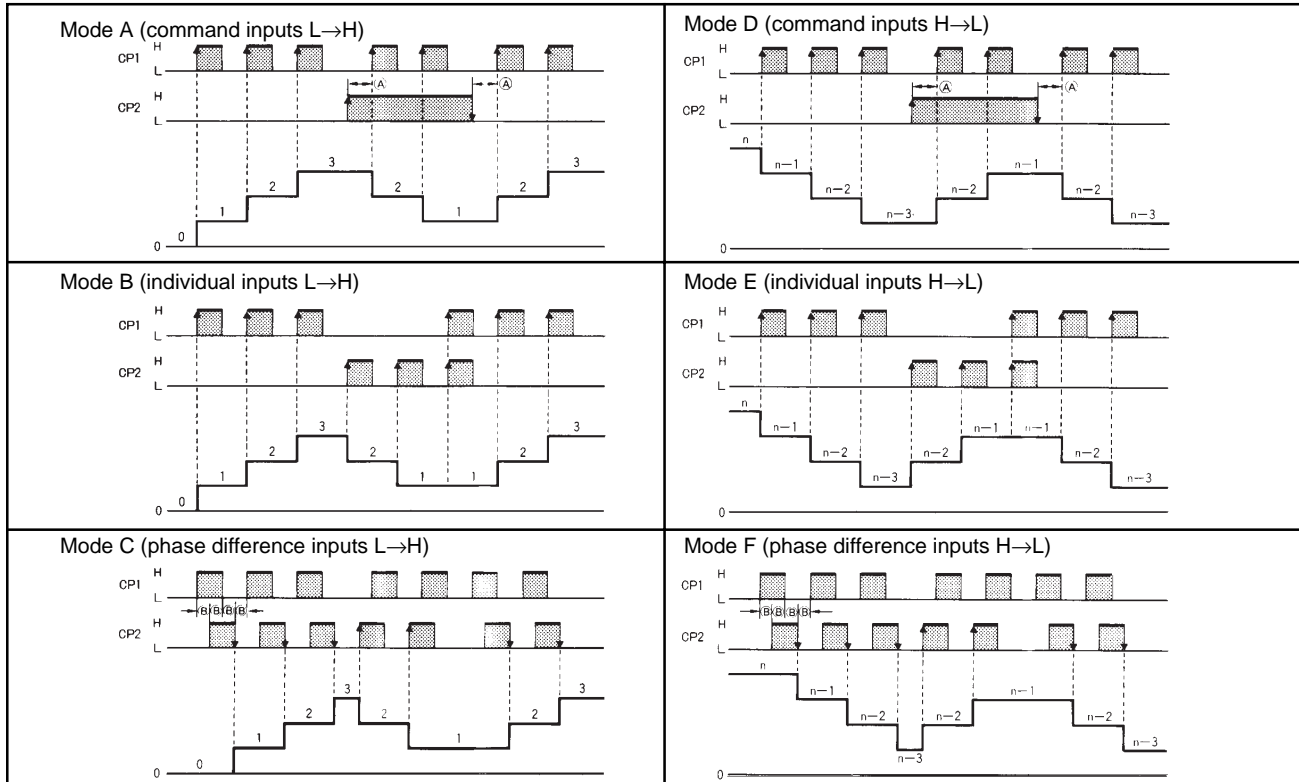 Mode A (command inputs L→H)
H
CP1
L
Ⓐ Ⓐ
H
CP2
L
3 3
2 2 2
1 1
0
0
Mode D (command inputs H→L)
H
CP1
L
Ⓐ Ⓐ
H
CP2
L
n
n−1 n−1
n−2 n−2 n−2
n−3 n−3
0
Mode B (individual inputs L→H)
H
CP1
L
H
CP2
L
3 3
2 2 2
1 1 1
0
0
Mode E (individual inputs H→L)
H
CP1
L
H
CP2
L
n
n−1 n−1 n−1
n−2 n−2 n−2
n−3 n−3
0
Mode C (phase difference inputs L→H)
H
CP1
L
Ⓑ Ⓑ Ⓑ Ⓑ
H
CP2
L
3 3
2 2 2
1 1
0
0
Mode F (phase difference inputs H→L)
H
CP1
L
Ⓑ Ⓑ Ⓑ Ⓑ
H
CP2
L
n
n−1 n−1
n−2 n−2 n−2
n−3 n−3
0